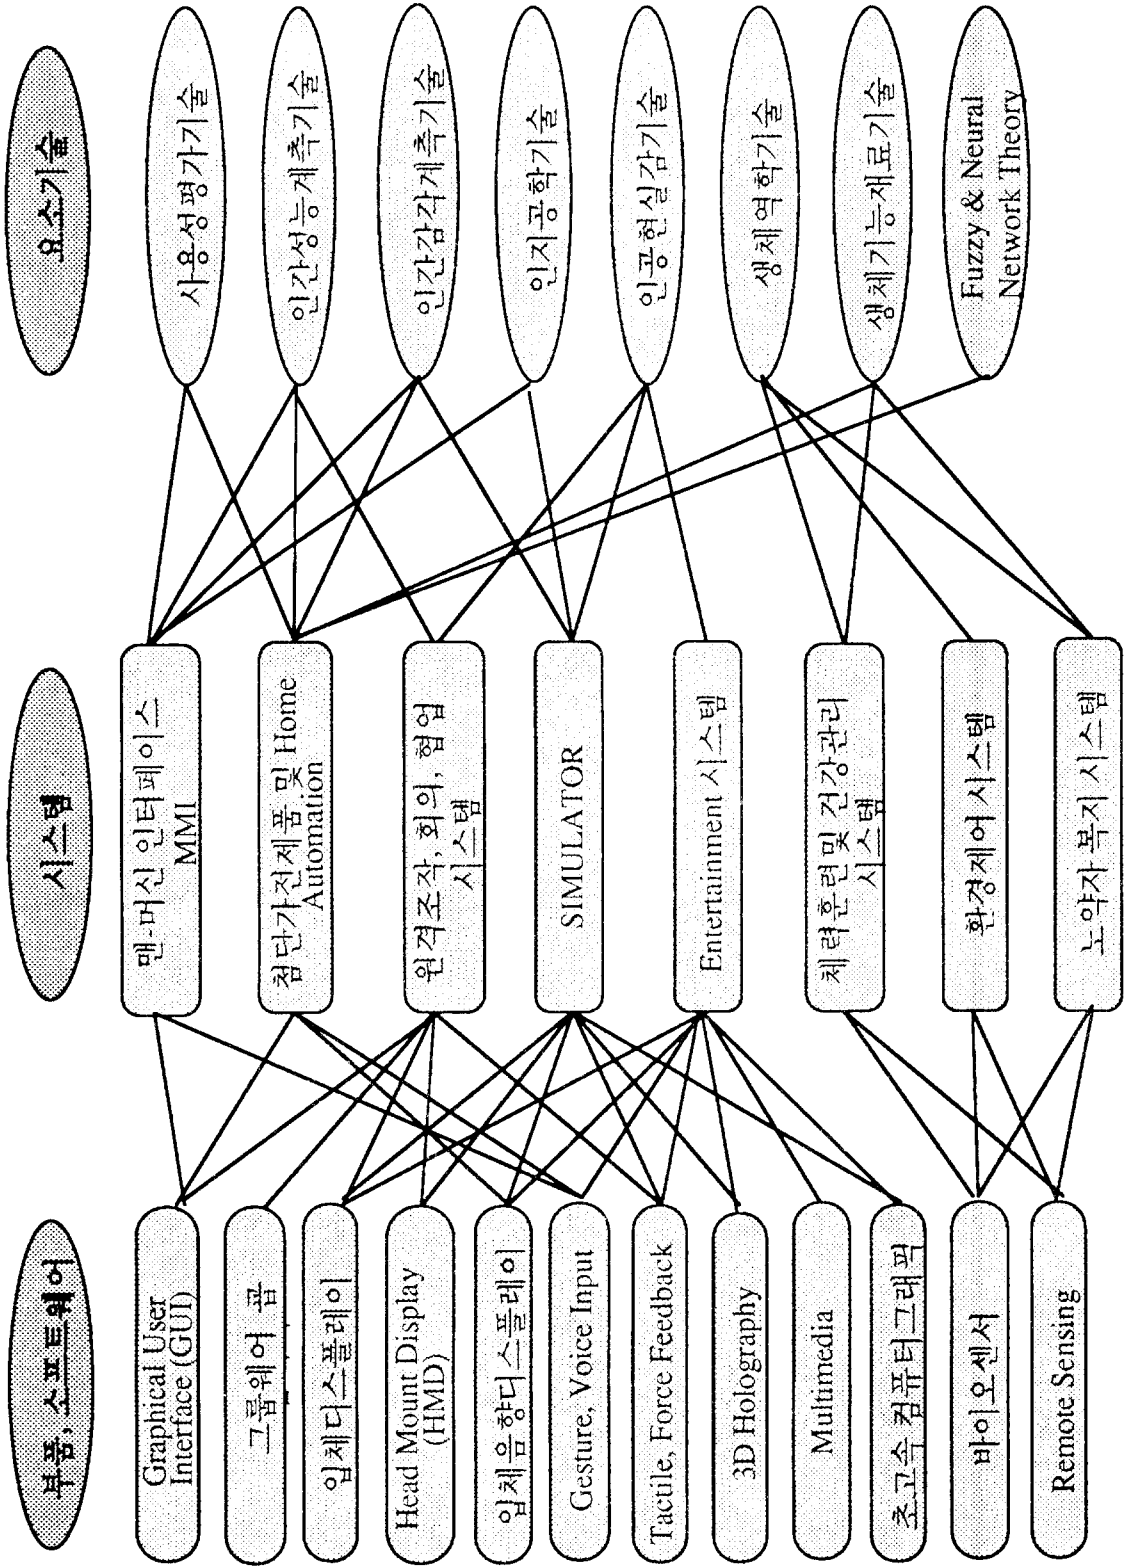 부품,소프트웨어
Graphical User
Interface (GUI)
그룹웨어 폼
입체디스플레이
Head Mount Display
(HMD)
입체음향디스플레이
Gesture, Voice Input
Tactile, Force Feedback
3D Holography
Multimedia
초고속 컴퓨터그래픽
바이오센서
Remote Sensing
시스템
맨-머신 인터페이스
MMI
첨단가전제품 및 Home
Automation
원격조작, 회의, 협업
시스템
SIMULATOR
Entertainment 시스템
체력훈련및 건강관리
시스템
환경제어 시스템
노약자 복지 시스템
요소기술
사용성평가기술
인간성능계측기술
인간감각계측기술
인지공학기술
인공현실감기술
생체역학기술
생체기능재료기술
Fuzzy & Neural
Network Theory